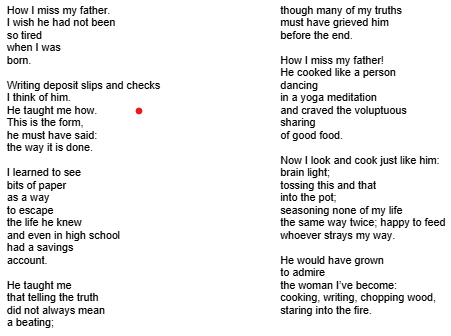 How I miss my father.
I wish he had not been
so tired
when I was
born.
Writing deposit slips and checks
I think of him.
He taught me how.
This is the form,
he must have said:
the way it is done.
I learned to see
bits of paper
as a way
to escape
the life he knew
and even in high school
had a savings
account.
He taught me
that telling the truth
did not always mean
a beating;
though many of my truths
must have grieved him
before the end.
How I miss my father!
He cooked like a person
dancing
in a yoga meditation
and craved the voluptuous
sharing
of good food.
Now I look and cook just like him:
brain light;
tossing this and that
into the pot;
seasoning none of my life
the same way twice; happy to feed
whoever strays my way.
He would have grown
to admire
the woman I've become:
cooking, writing, chopping wood,
staring into the fire.